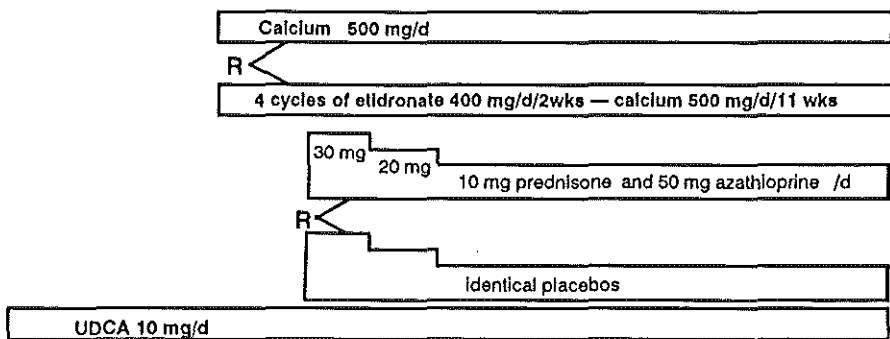 Calcium 500 mg/d
R
4 cycles of etidronate 400 mg/d/2wks — calcium 500 mg/d/11 wks
30 mg
20 mg
10 mg prednisone and 50 mg azathioprine /d
R
identical placebos
UDCA 10 mg/d